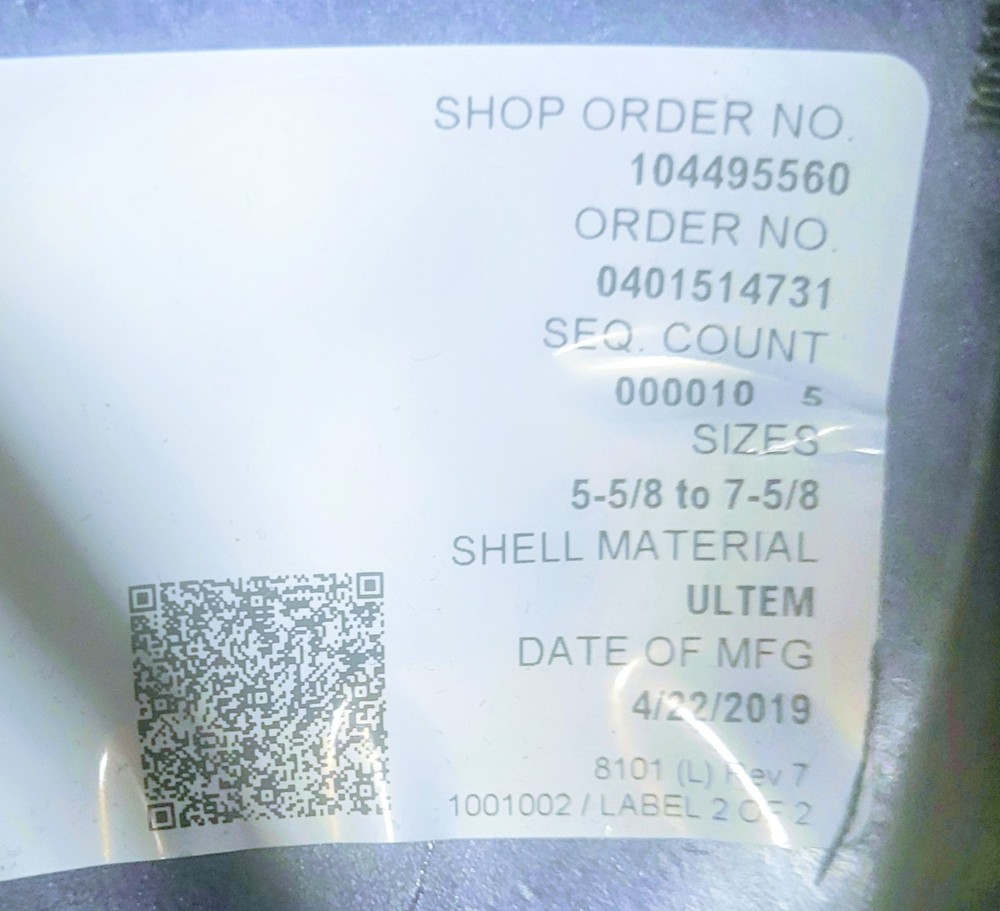 SHOP ORDER NO.
104495560
ORDER NO.
0401514731
SEQ. COUNT
000010 5
SIZES
5-5/8 to 7-5/8
SHELL MATERIAL
ULTEM
DATE OF MFG
4/22/2019
8101 (L) Rev 7
1001002 / LABEL 2 OF 2